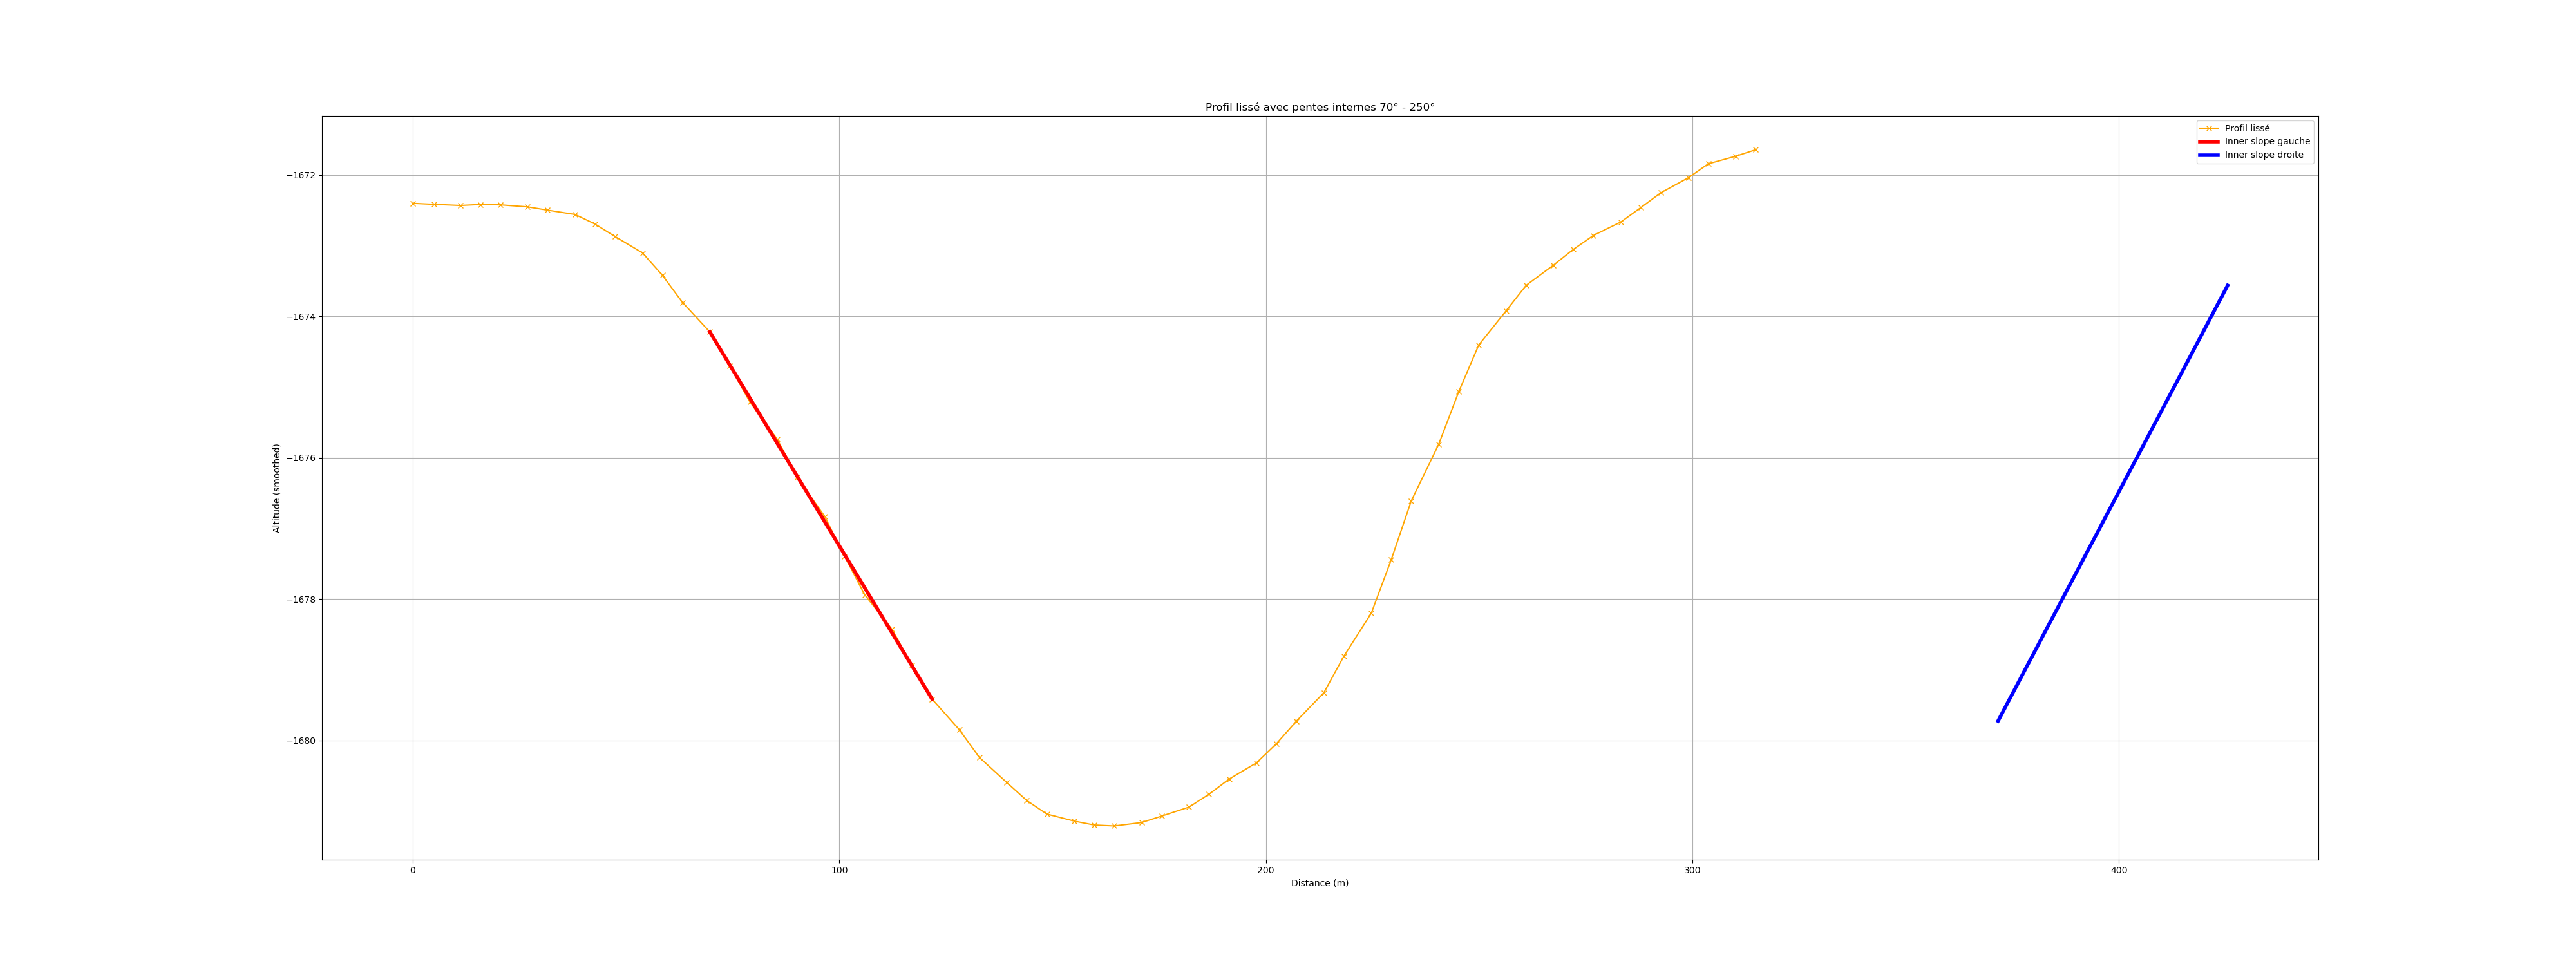 Profil lissé avec pentes internes 70° - 250°
Profil lissé
Inner slope gauche
Inner slope droite
−1672
−1674
−1676
−1678
−1680
Altitude (smoothed)
0
100
200
300
400
Distance (m)